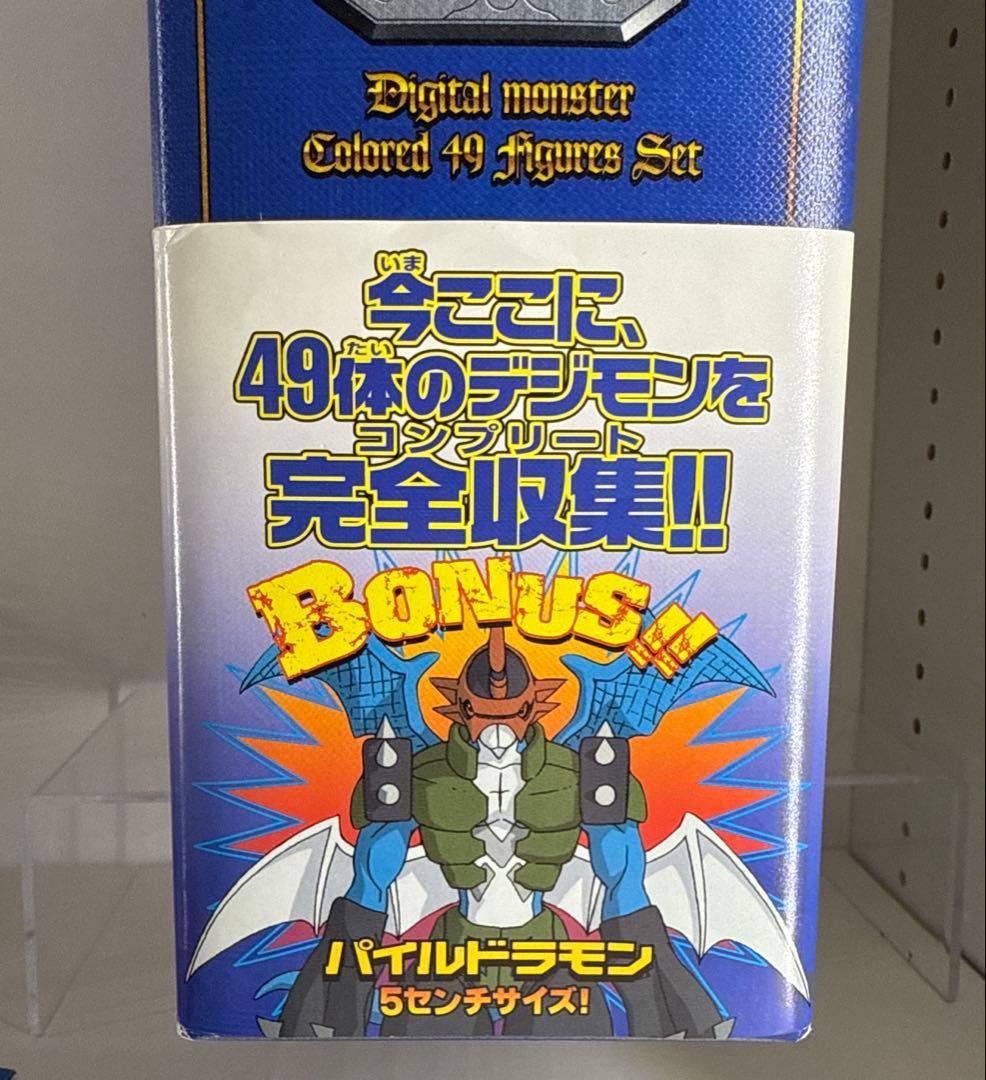 Digital monster
Colored 49 Figures Set
いま
今ここに、
たい
49体のデジモンを
コンプリート
完全収集!!
BONUS!!!
パイルドラモン
5センチサイズ!